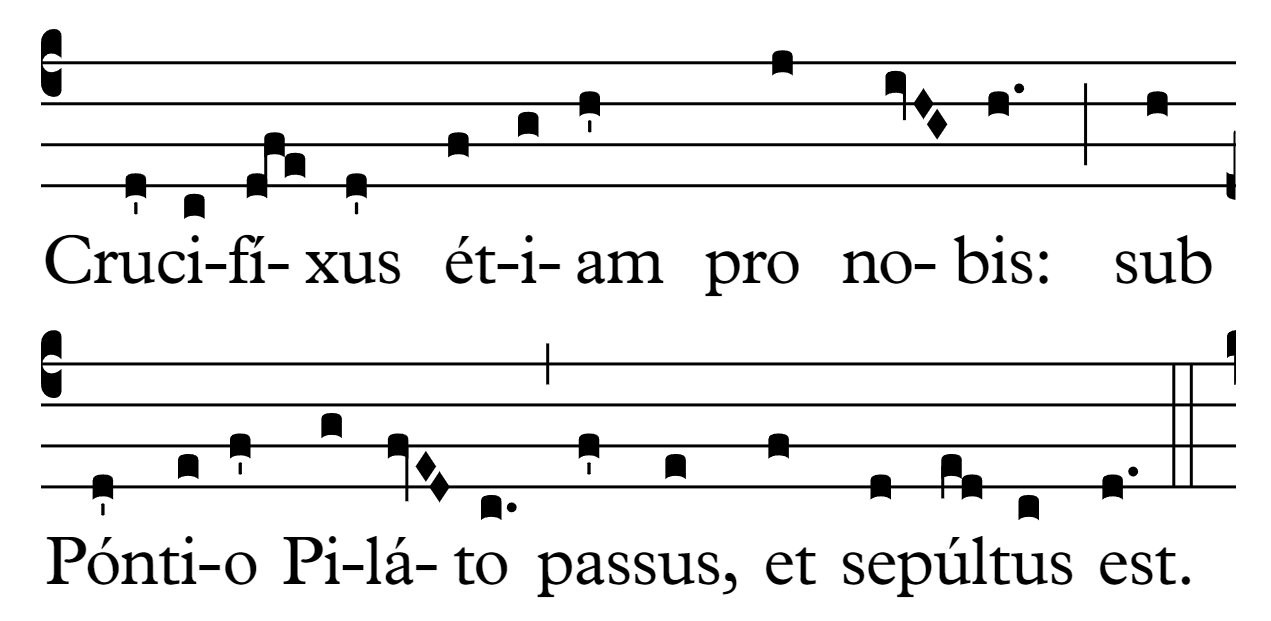 Cruci-fí- xus ét-i- am pro no- bis: sub
Pónti-o Pi-lá- to passus, et sepúltus est.